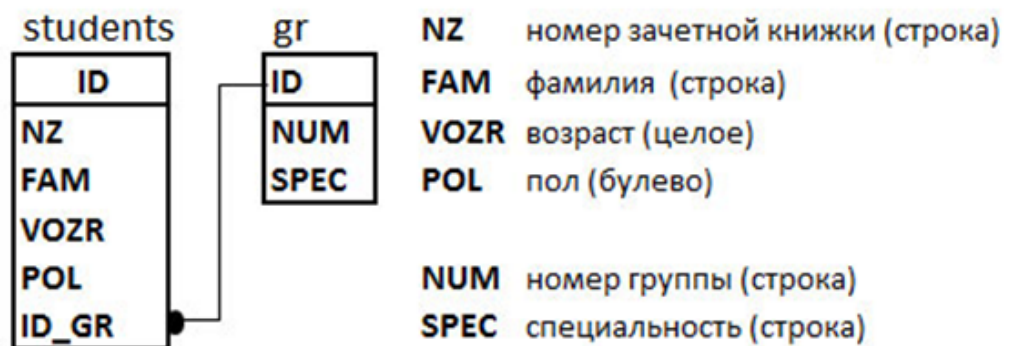 students gr
ID
NZ
FAM
VOZR
POL
ID_GR
ID
NUM
SPEC
NZ номер зачетной книжки (строка)
FAM фамилия (строка)
VOZR возраст (целое)
POL пол (булево)
NUM номер группы (строка)
SPEC специальность (строка)